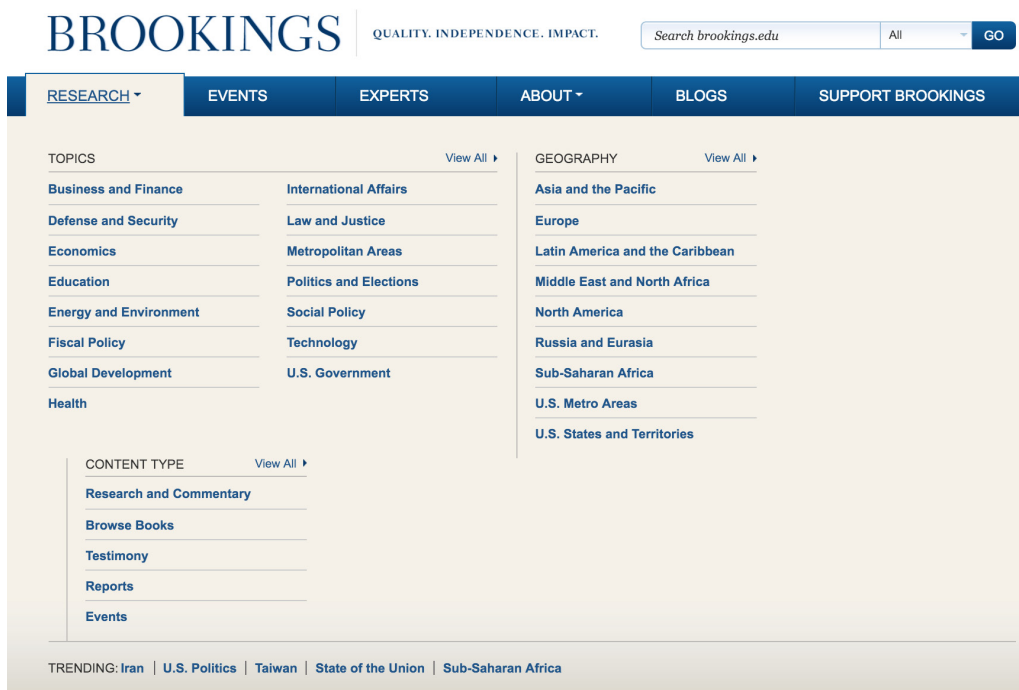 BROOKINGS
QUALITY. INDEPENDENCE. IMPACT.
Search brookings.edu
All
GO
RESEARCH
EVENTS
EXPERTS
ABOUT
BLOGS
SUPPORT BROOKINGS
TOPICS
View All
Business and Finance
Defense and Security
Economics
Education
Energy and Environment
Fiscal Policy
Global Development
Health
International Affairs
Law and Justice
Metropolitan Areas
Politics and Elections
Social Policy
Technology
U.S. Government
GEOGRAPHY
View All
Asia and the Pacific
Europe
Latin America and the Caribbean
Middle East and North Africa
North America
Russia and Eurasia
Sub-Saharan Africa
U.S. Metro Areas
U.S. States and Territories
CONTENT TYPE
View All
Research and Commentary
Browse Books
Testimony
Reports
Events
TRENDING: Iran | U.S. Politics | Taiwan | State of the Union | Sub-Saharan Africa